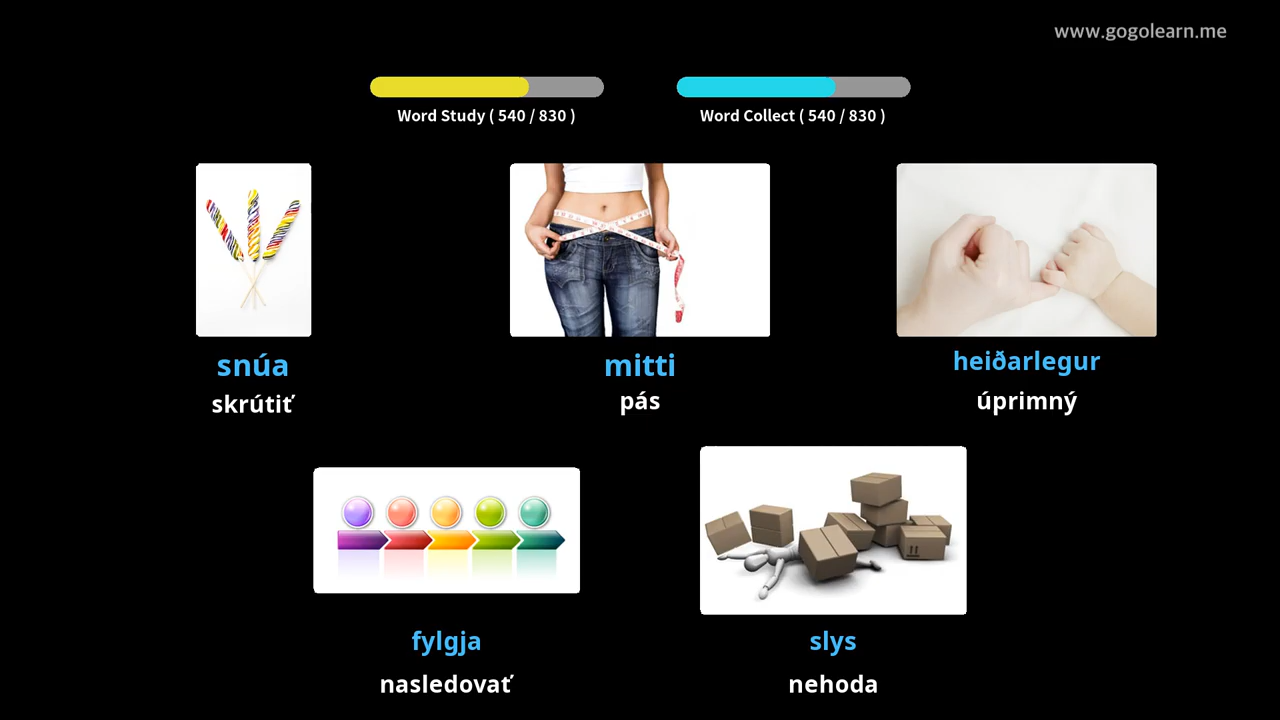 www.gogolearn.me
Word Study ( 540 / 830 )
Word Collect ( 540 / 830 )
snúa
skrútiť
mitti
pás
heiðarlegur
úprimný
fylgja
nasledovať
slys
nehoda